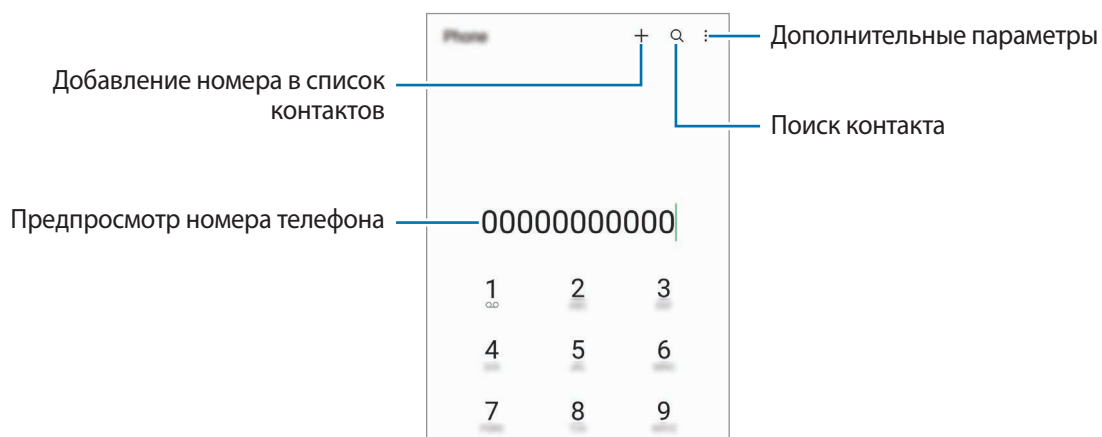 Phone
Дополнительные параметры
Добавление номера в список
контактов
Поиск контакта
Предпросмотр номера телефона
00000000000
1 2 3
4 5 6
7 8 9